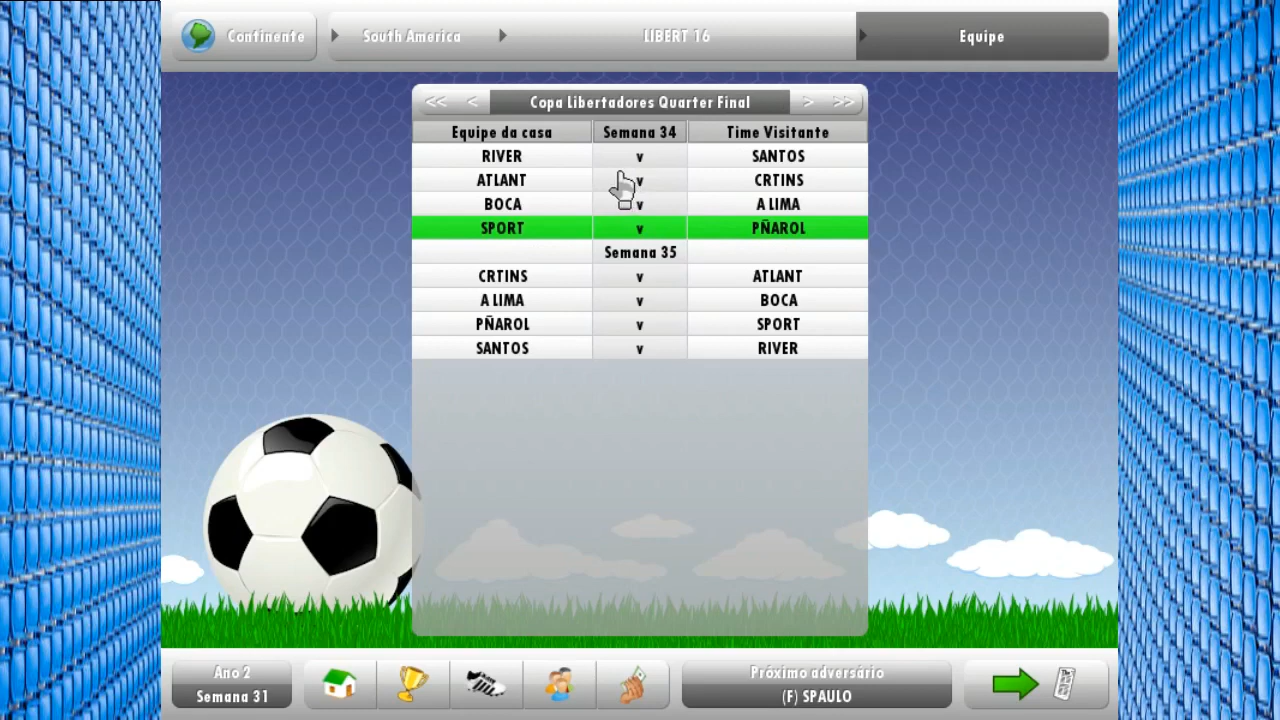 Continente South America LIBERT 16 Equipe
<< < Copa Libertadores Quarter Final > >>
Equipe da casa Semana 34 Time Visitante
RIVER v SANTOS
ATLANT v CRTINS
BOCA v A LIMA
SPORT v PÑAROL
Semana 35
CRTINS v ATLANT
A LIMA v BOCA
PÑAROL v SPORT
SANTOS v RIVER
Ano 2 Próximo adversário
Semana 31 (F) SPAULO